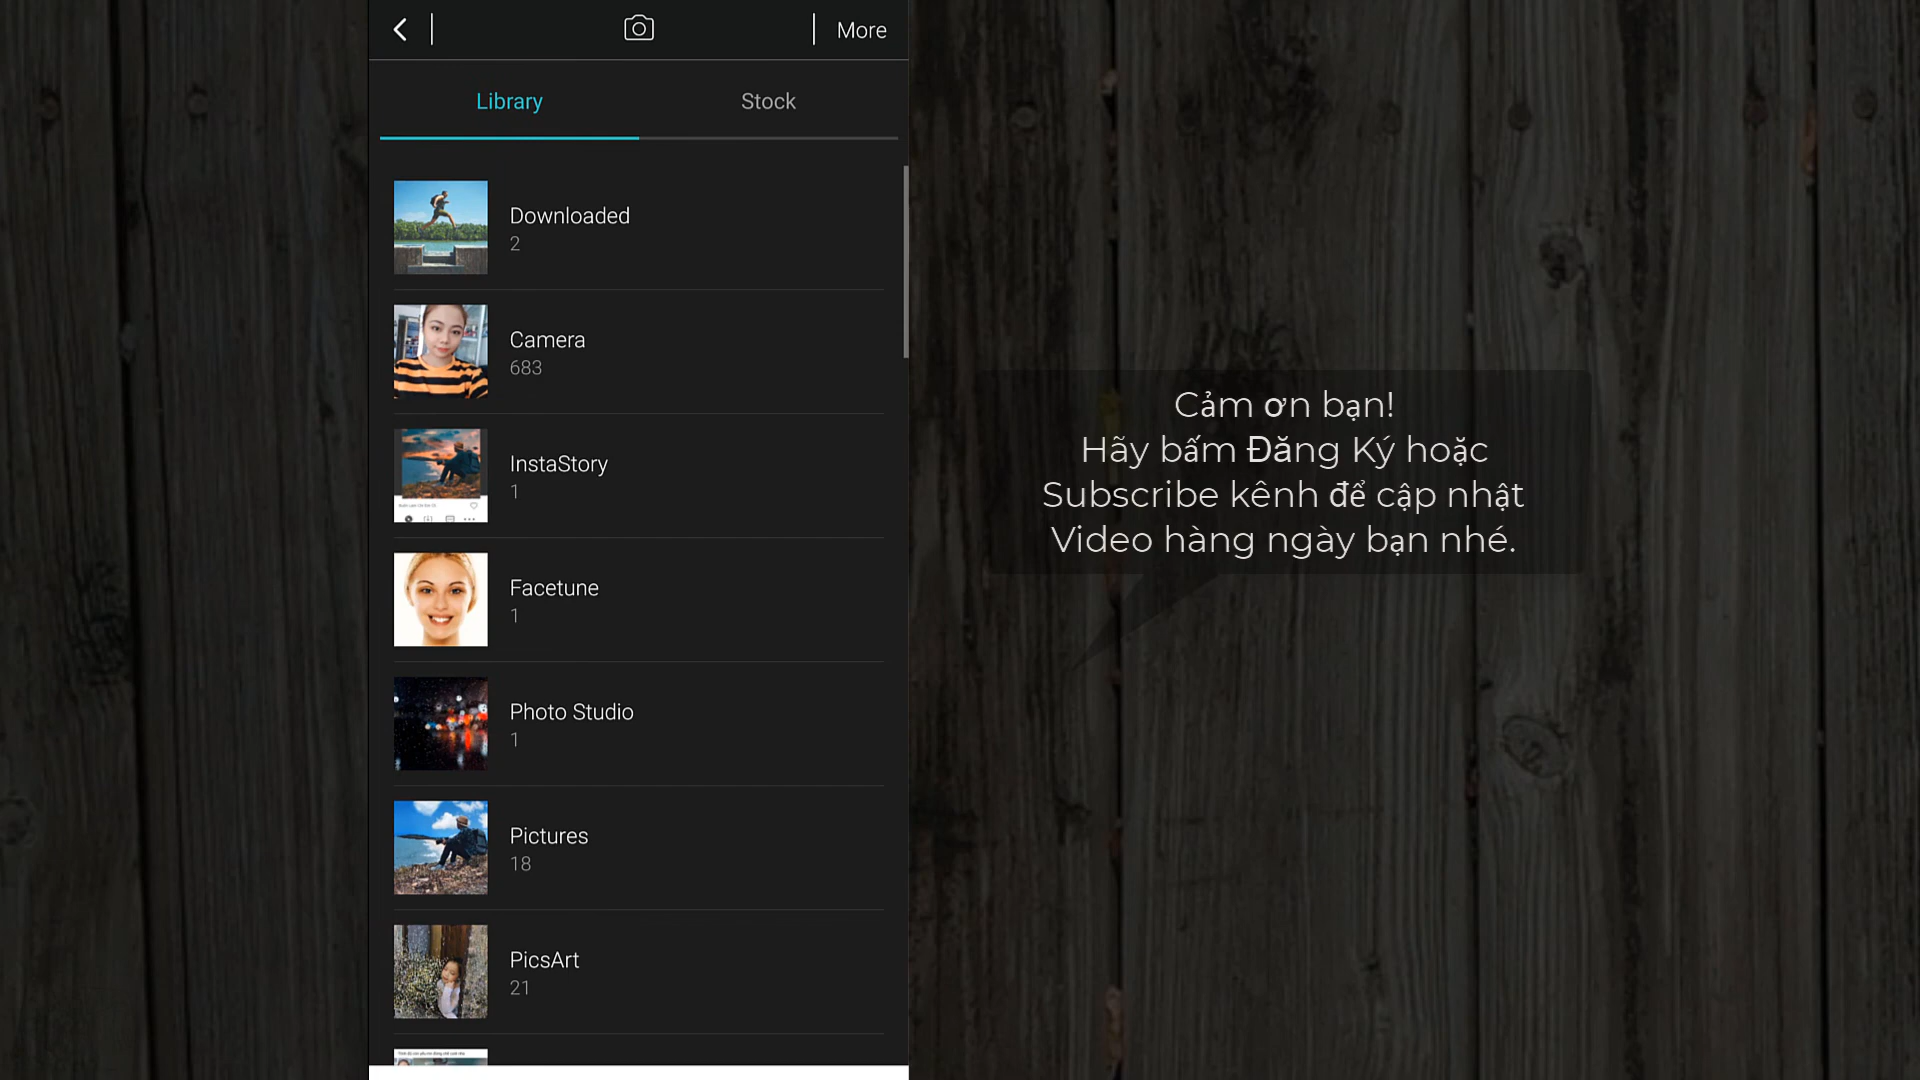 More
Library
Stock
Downloaded
2
Camera
683
InstaStory
1
Facetune
1
Photo Studio
1
Pictures
18
PicsArt
21
Cảm ơn bạn!
Hãy bấm Đăng Ký hoặc
Subscribe kênh để cập nhật
Video hàng ngày bạn nhé.